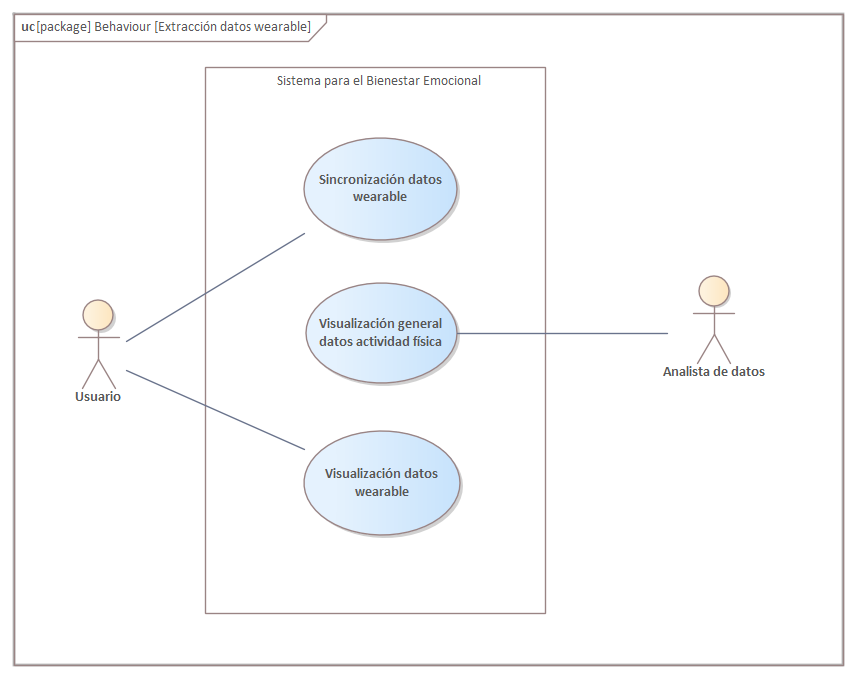 uc [package] Behaviour [Extracción datos wearable]
Sistema para el Bienestar Emocional
Sincronización datos
wearable
Visualización general
datos actividad física
Usuario
Analista de datos
Visualización datos
wearable